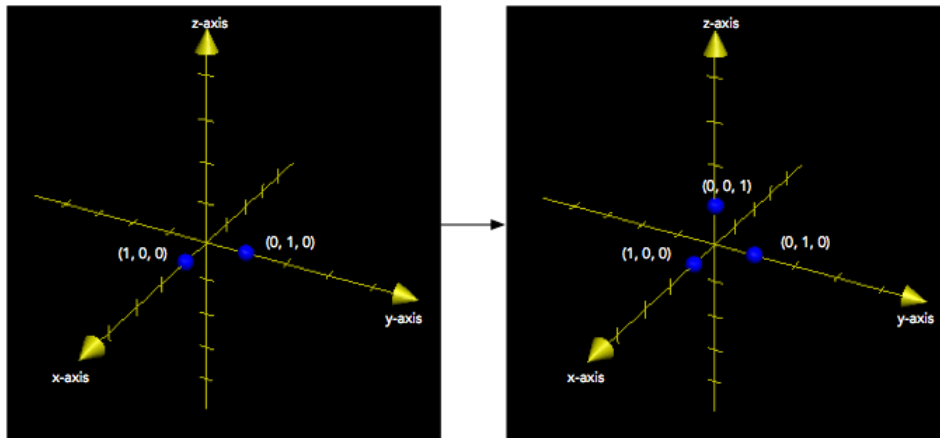 z-axis
(1, 0, 0)
(0, 1, 0)
y-axis
x-axis
z-axis
(0, 0, 1)
(1, 0, 0)
(0, 1, 0)
y-axis
x-axis